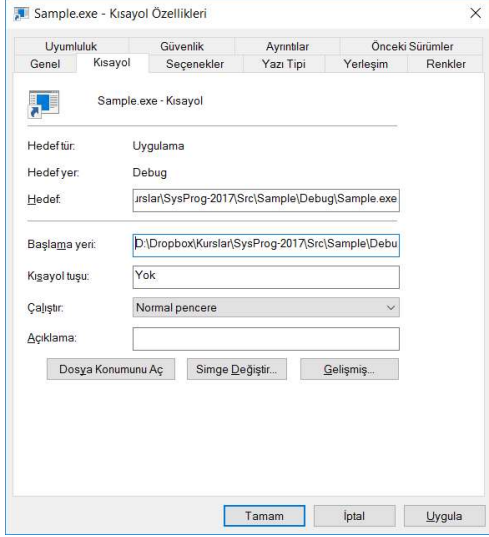 Sample.exe - Kısayol Özellikleri
Uyumluluk Güvenlik Ayrıntılar Önceki Sürümler
Genel Kısayol Seçenekler Yazı Tipi Yerleşim Renkler
Sample.exe - Kısayol
Hedef tür: Uygulama
Hedef yer: Debug
Hedef: ırslar\SysProg-2017\Src\Sample\Debug\Sample.exe
Başlama yeri: D:\Dropbox\Kurslar\SysProg-2017\Src\Sample\Debu
Kısayol tuşu: Yok
Çalıştır: Normal pencere
Açıklama:
Dosya Konumunu Aç Simge Değiştir... Gelişmiş...
Tamam İptal Uygula